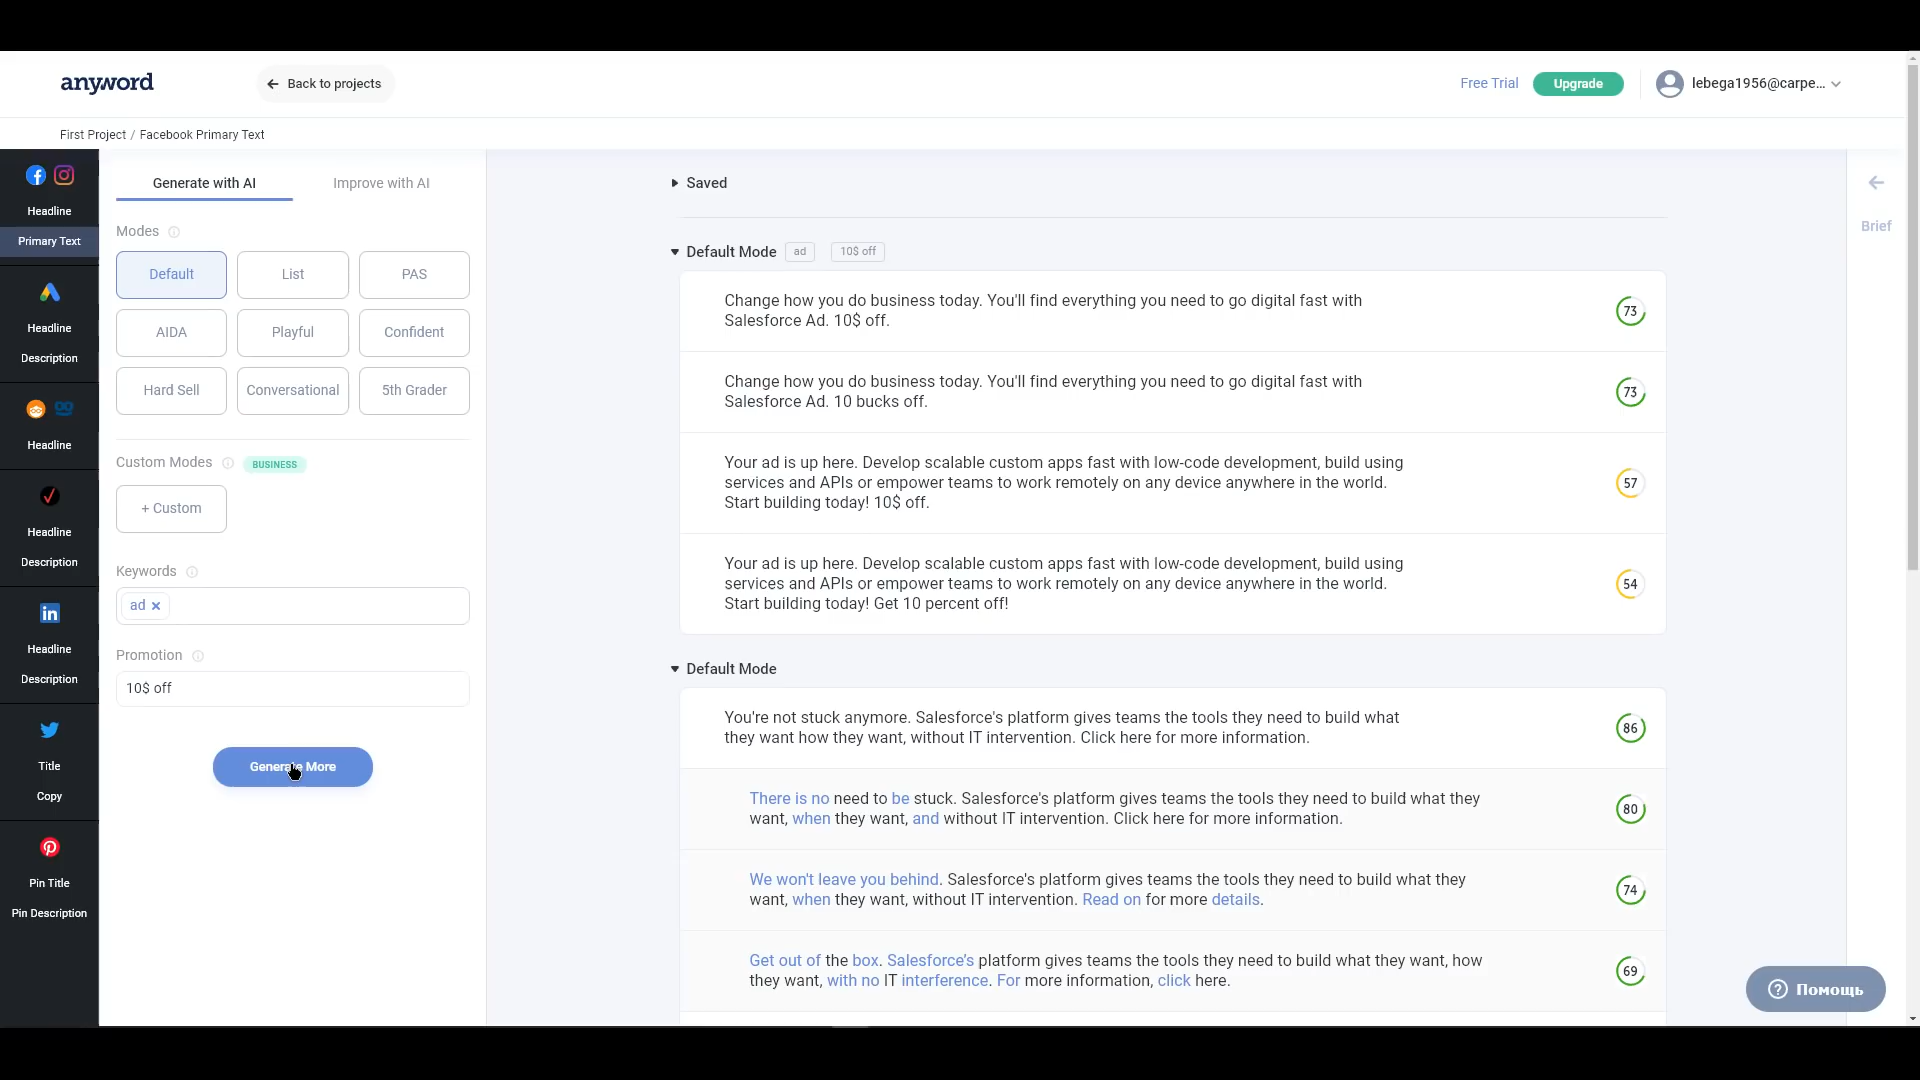 anyword
Back to projects
Free Trial
Upgrade
lebega1956@carpe...
First Project / Facebook Primary Text
Headline
Primary Text
Headline
Description
Headline
Headline
Description
Headline
Description
Title
Copy
Pin Title
Pin Description
Generate with AI
Improve with AI
Modes
Default
List
PAS
AIDA
Playful
Confident
Hard Sell
Conversational
5th Grader
Custom Modes
BUSINESS
+ Custom
Keywords
ad
Promotion
10$ off
Generate More
Saved
Default Mode
ad
10$ off
Change how you do business today. You'll find everything you need to go digital fast with
Salesforce Ad. 10$ off.
73
Change how you do business today. You'll find everything you need to go digital fast with
Salesforce Ad. 10 bucks off.
73
Your ad is up here. Develop scalable custom apps fast with low-code development, build using
services and APIs or empower teams to work remotely on any device anywhere in the world.
Start building today! 10$ off.
57
Your ad is up here. Develop scalable custom apps fast with low-code development, build using
services and APIs or empower teams to work remotely on any device anywhere in the world.
Start building today! Get 10 percent off!
54
Default Mode
You're not stuck anymore. Salesforce's platform gives teams the tools they need to build what
they want how they want, without IT intervention. Click here for more information.
86
There is no need to be stuck. Salesforce's platform gives teams the tools they need to build what they
want, when they want, and without IT intervention. Click here for more information.
80
We won't leave you behind. Salesforce's platform gives teams the tools they need to build what they
want, when they want, without IT intervention. Read on for more details.
74
Get out of the box. Salesforce's platform gives teams the tools they need to build what they want, how
they want, with no IT interference. For more information, click here.
69
Brief
Помощь